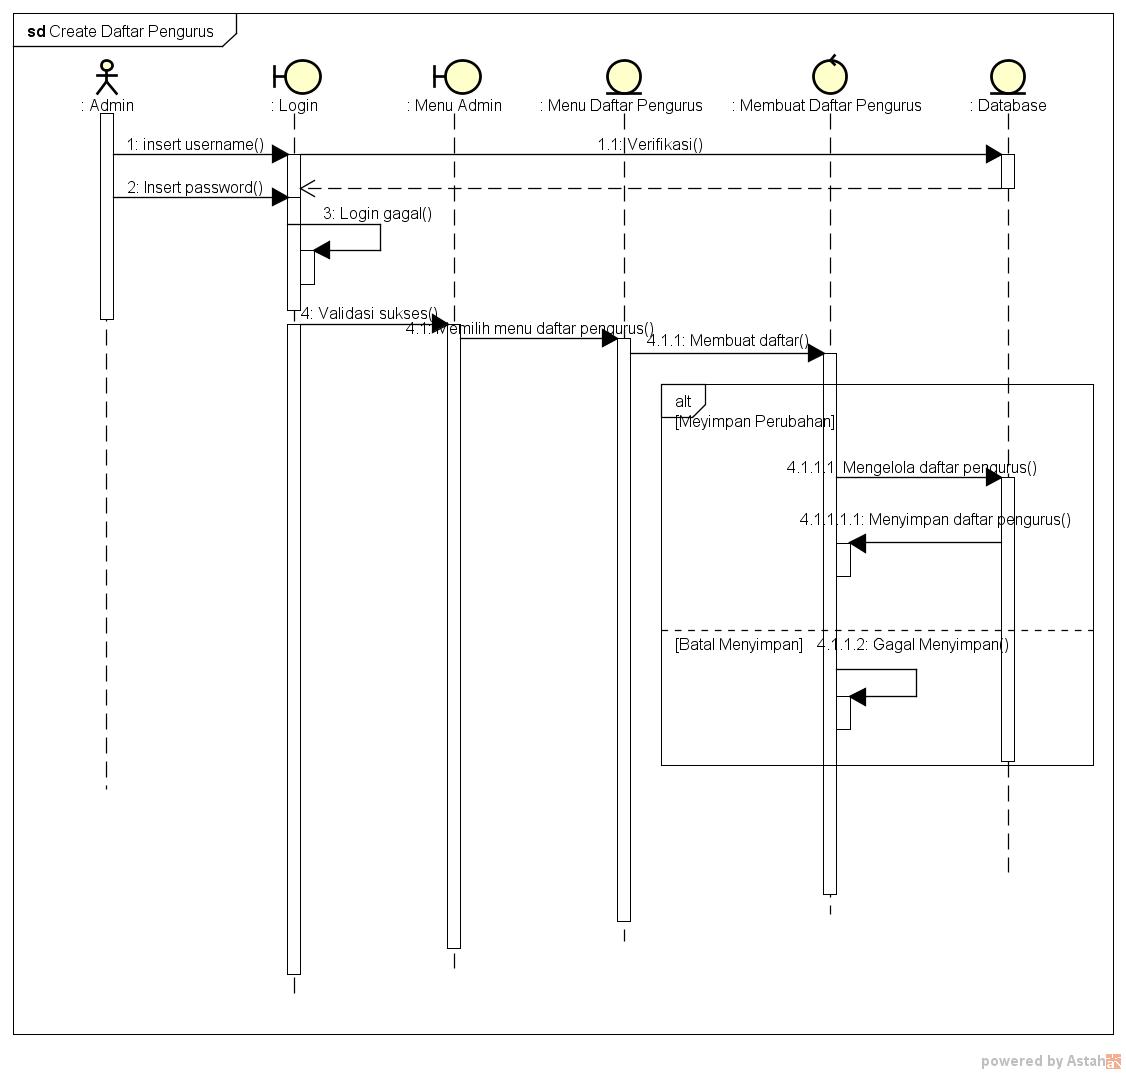 sd Create Daftar Pengurus
: Admin
: Login
: Menu Admin
: Menu Daftar Pengurus
: Membuat Daftar Pengurus
: Database
1: insert username()
1.1: Verifikasi()
2: Insert password()
3: Login gagal()
4: Validasi sukses()
4.1: Memilih menu daftar pengurus()
4.1.1: Membuat daftar()
alt
[Meyimpan Perubahan]
4.1.1.1: Mengelola daftar pengurus()
4.1.1.1.1: Menyimpan daftar pengurus()
[Batal Menyimpan]
4.1.1.2: Gagal Menyimpan()
powered by Astah